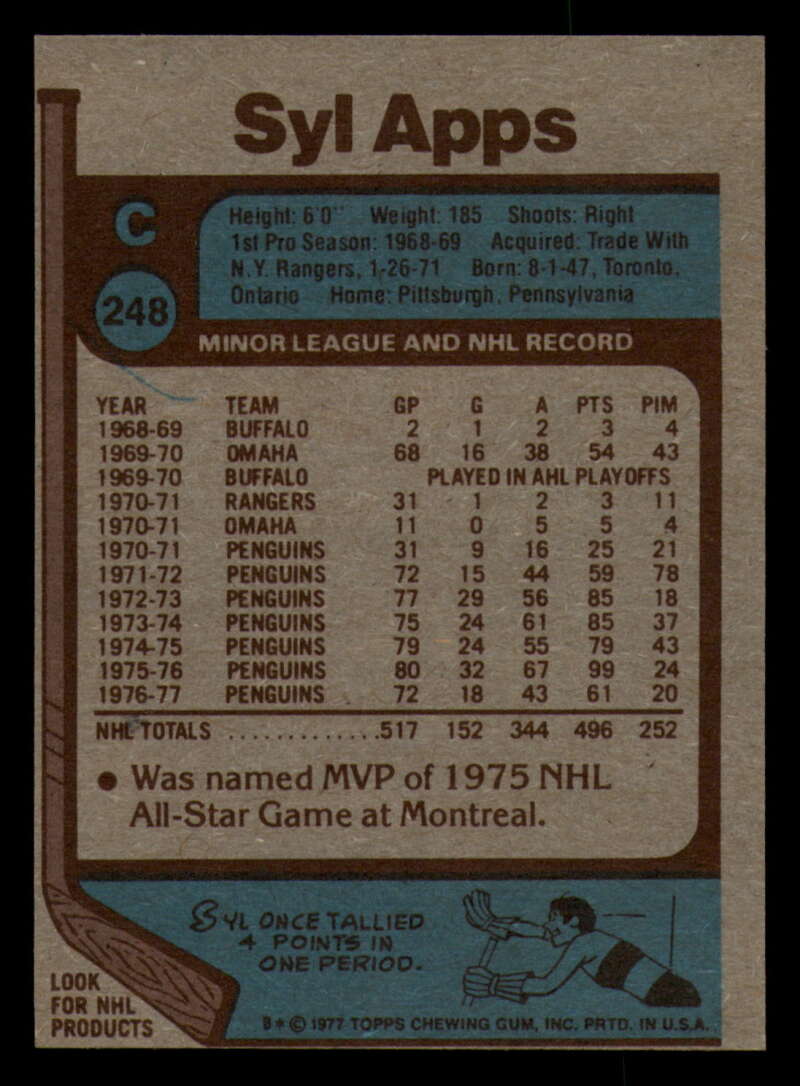 Syl Apps
C
248
Height: 6'0" Weight: 185 Shoots: Right
1st Pro Season: 1968-69 Acquired: Trade With
N.Y. Rangers, 1-26-71 Born: 8-1-47, Toronto,
Ontario Home: Pittsburgh, Pennsylvania
MINOR LEAGUE AND NHL RECORD
YEAR TEAM GP G A PTS PIM
1968-69 BUFFALO 2 1 2 3 4
1969-70 OMAHA 68 16 38 54 43
1969-70 BUFFALO PLAYED IN AHL PLAYOFFS
1970-71 RANGERS 31 1 2 3 11
1970-71 OMAHA 11 0 5 5 4
1970-71 PENGUINS 31 9 16 25 21
1971-72 PENGUINS 72 15 44 59 78
1972-73 PENGUINS 77 29 56 85 18
1973-74 PENGUINS 75 24 61 85 37
1974-75 PENGUINS 79 24 55 79 43
1975-76 PENGUINS 80 32 67 99 24
1976-77 PENGUINS 72 18 43 61 20
NHL TOTALS .............517 152 344 496 252
● Was named MVP of 1975 NHL
All-Star Game at Montreal.
SYL ONCE TALLIED
4 POINTS IN
ONE PERIOD.
LOOK
FOR NHL
PRODUCTS
B* © 1977 TOPPS CHEWING GUM, INC. PRTD. IN U.S.A.